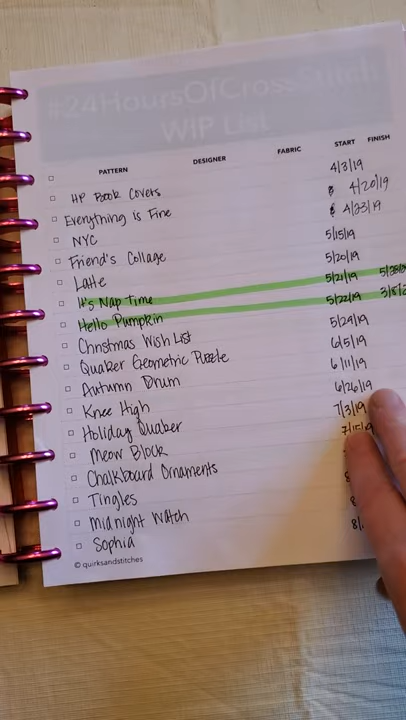 #24HoursOfCrossStitch
WIP List
PATTERN DESIGNER FABRIC START FINISH
HP Book Covers 4/3/19
Everything is Fine 4/20/19
NYC 4/23/19
Friend's Collage 5/15/19
Latte 5/20/19
It's Nap Time 5/21/19
Hello Pumpkin 5/22/19
Christmas Wish List 5/29/19
Quaker Geometric Puzzle 6/5/19
Autumn Drum 6/11/19
Knee High 6/26/19
Holiday Quaker 7/3/19
Meow Block 7/15/19
Chalkboard Ornaments
Tingles
Midnight Watch
Sophia
© quirksandstitches